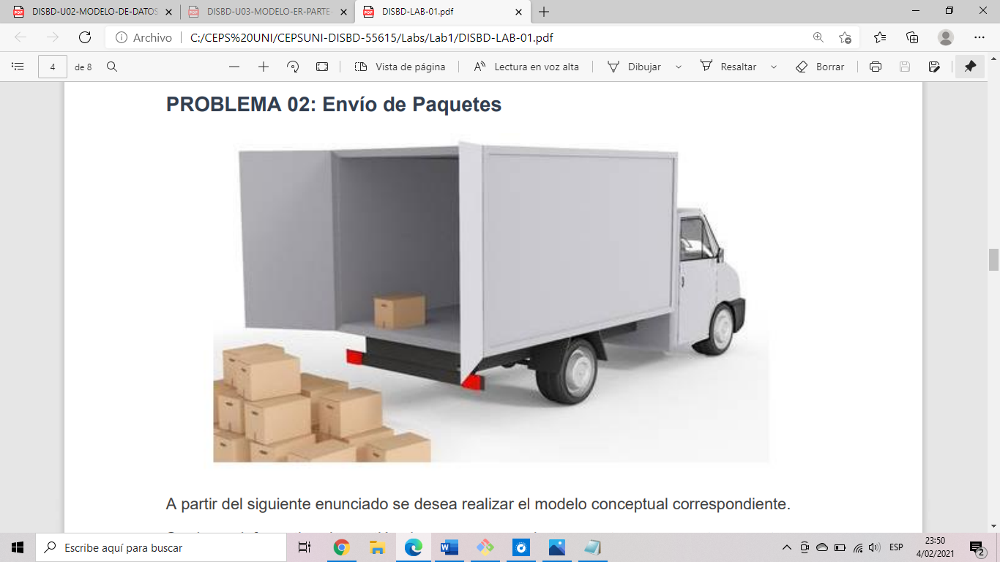 DISBD-U02-MODELO-DE-DATOS
DISBD-U03-MODELO-ER-PARTE-
DISBD-LAB-01.pdf
Archivo
C:/CEPS%20UNI/CEPSUNI-DISBD-55615/Labs/Lab1/DISBD-LAB-01.pdf
4
de 8
Vista de página
Lectura en voz alta
Dibujar
Resaltar
Borrar
PROBLEMA 02: Envío de Paquetes
A partir del siguiente enunciado se desea realizar el modelo conceptual correspondiente.
Escribe aquí para buscar
ESP
23:50
4/02/2021
2